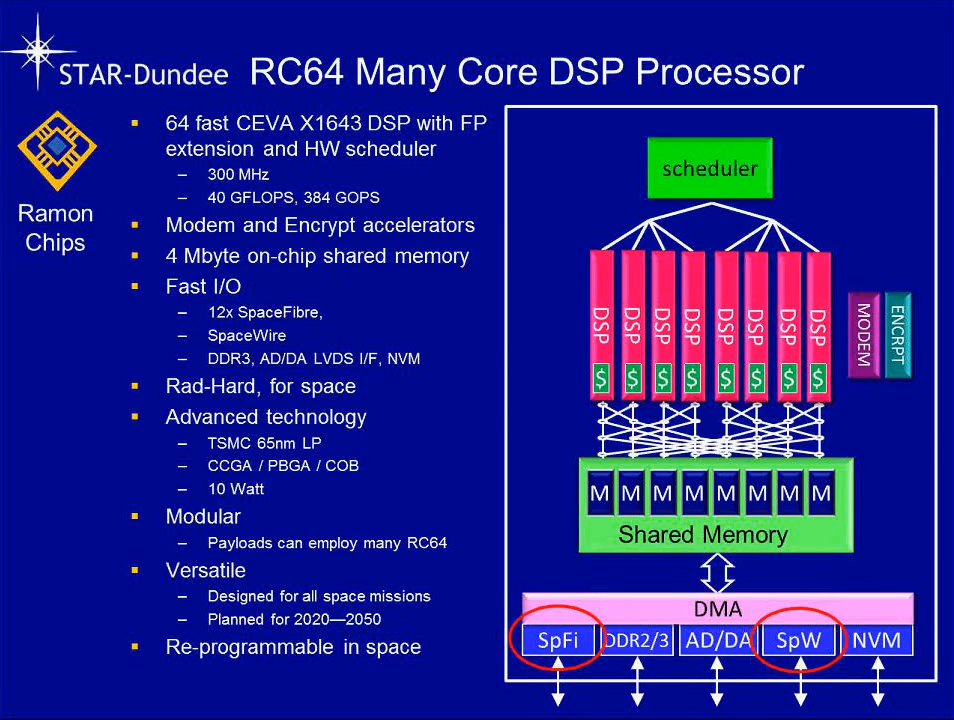 STAR-Dundee RC64 Many Core DSP Processor
Ramon
Chips
▪ 64 fast CEVA X1643 DSP with FP
extension and HW scheduler
– 300 MHz
– 40 GFLOPS, 384 GOPS
▪ Modem and Encrypt accelerators
▪ 4 Mbyte on-chip shared memory
▪ Fast I/O
– 12x SpaceFibre,
– SpaceWire
– DDR3, AD/DA LVDS I/F, NVM
▪ Rad-Hard, for space
▪ Advanced technology
– TSMC 65nm LP
– CCGA / PBGA / COB
– 10 Watt
▪ Modular
– Payloads can employ many RC64
▪ Versatile
– Designed for all space missions
– Planned for 2020—2050
▪ Re-programmable in space
scheduler
DSP DSP DSP DSP DSP DSP DSP DSP
$ $ $ $ $ $ $ $
MODEM
ENCRPT
M M M M M M M M
Shared Memory
DMA
SpFi DDR2/3 AD/DA SpW NVM